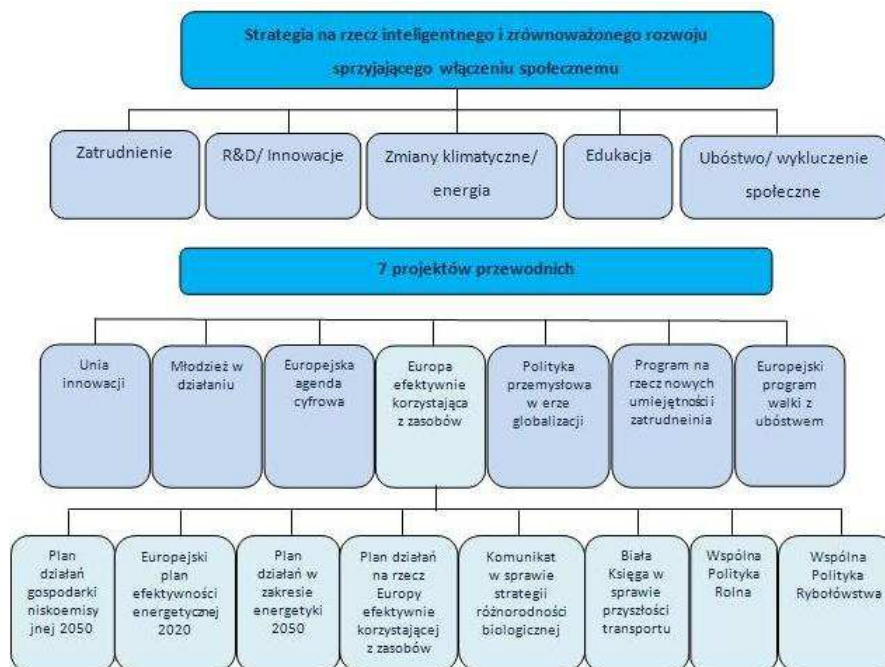 Strategia na rzecz inteligentnego i zrównoważonego rozwoju
sprzyjającego włączeniu społecznemu
Zatrudnienie
R&D/ Innowacje
Zmiany klimatyczne/
energia
Edukacja
Ubóstwo/ wykluczenie
społeczne
7 projektów przewodnich
Unia
innowacji
Młodzież w
działaniu
Europejska
agenda
cyfrowa
Europa
efektywnie
korzystająca
z zasobów
Polityka
przemysłowa
w erze
globalizacji
Program na
rzecz nowych
umiejętności i
zatrudneinia
Europejski
program
walki z
ubóstwem
Plan
działań
gospodarki
niskoemisy
jnej 2050
Europejski
plan
efektywności
energetycznej
2020
Plan
działań w
zakresie
energetyki
2050
Plan działań
na rzecz
Europy
efektywnie
korzystającej
z zasobów
Komunikat
w sprawie
strategii
różnorodności
biologicznej
Biała
Księga w
sprawie
przyszłości
transportu
Wspólna
Polityka
Rolna
Wspólna
Polityka
Rybołówstwa